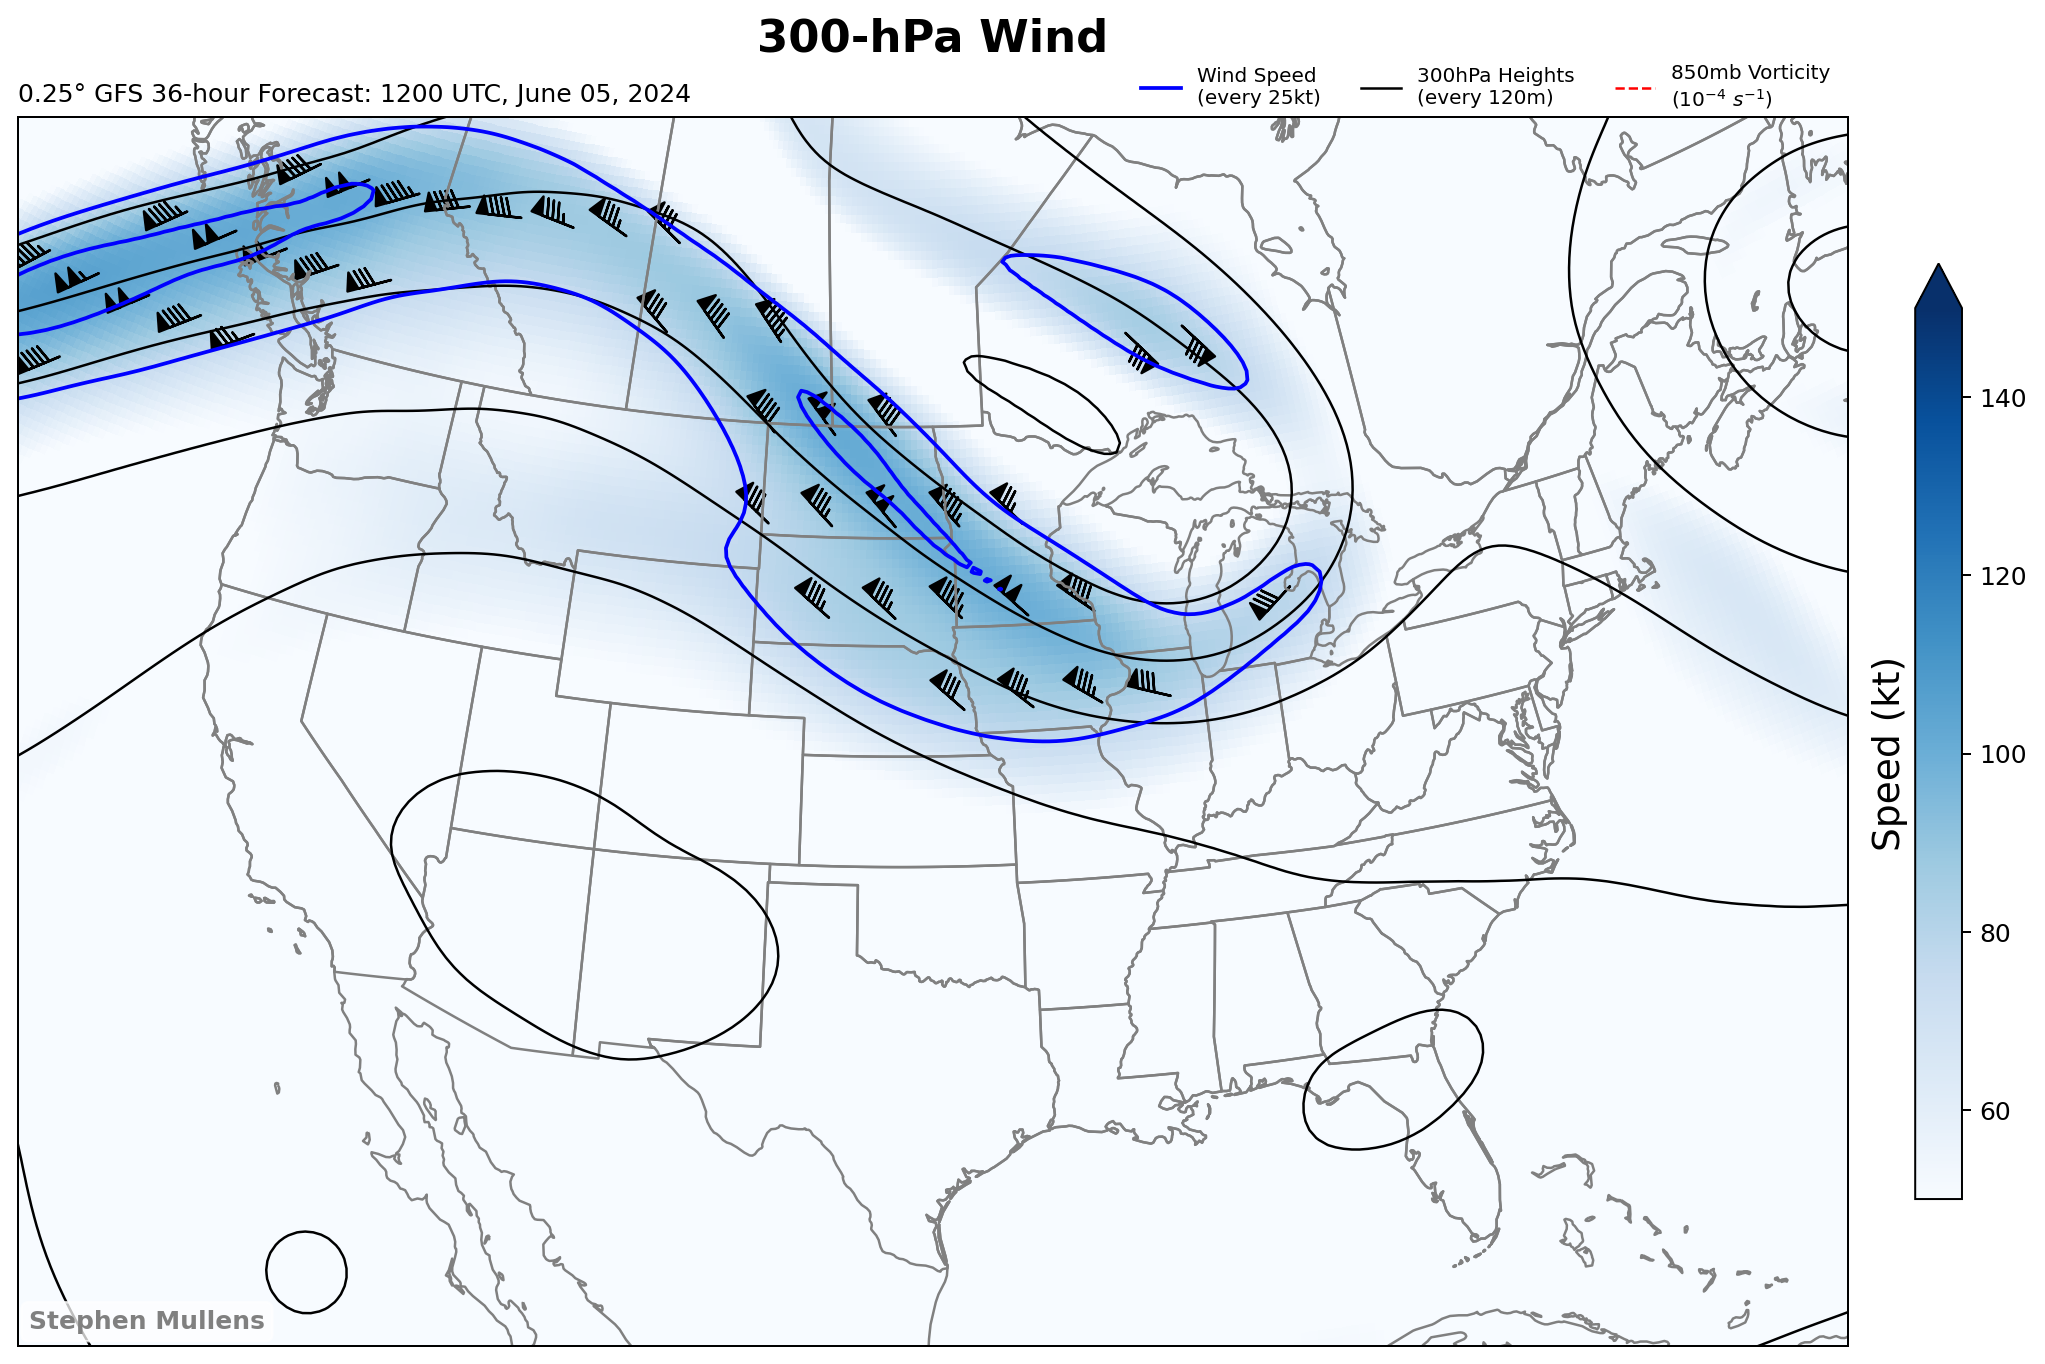 300-hPa Wind
0.25° GFS 36-hour Forecast: 1200 UTC, June 05, 2024
Wind Speed
(every 25kt)
300hPa Heights
(every 120m)
850mb Vorticity
(10⁻⁴ s⁻¹)
140
120
100
80
60
Speed (kt)
Stephen Mullens